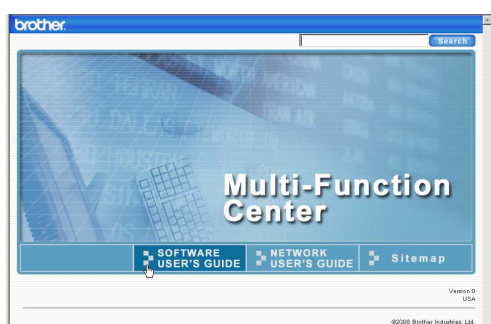 brother.
Search
Multi-Function
Center
SOFTWARE
USER'S GUIDE
NETWORK
USER'S GUIDE
Sitemap
Version 0
USA
©2008 Brother Industries, Ltd.